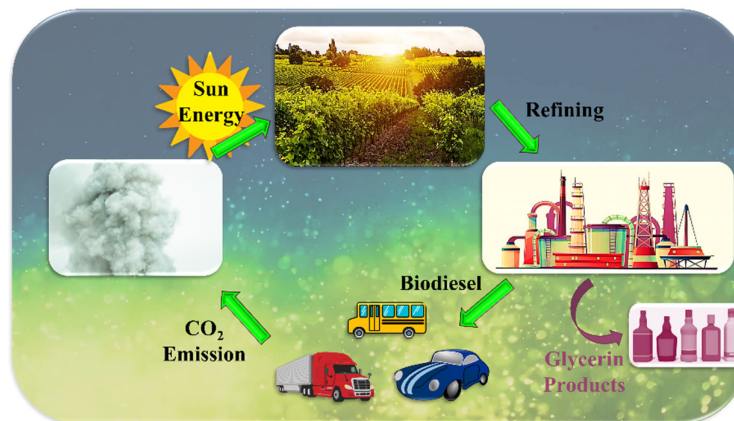 Sun
Energy
Refining
Biodiesel
CO₂
Emission
Glycerin
Products